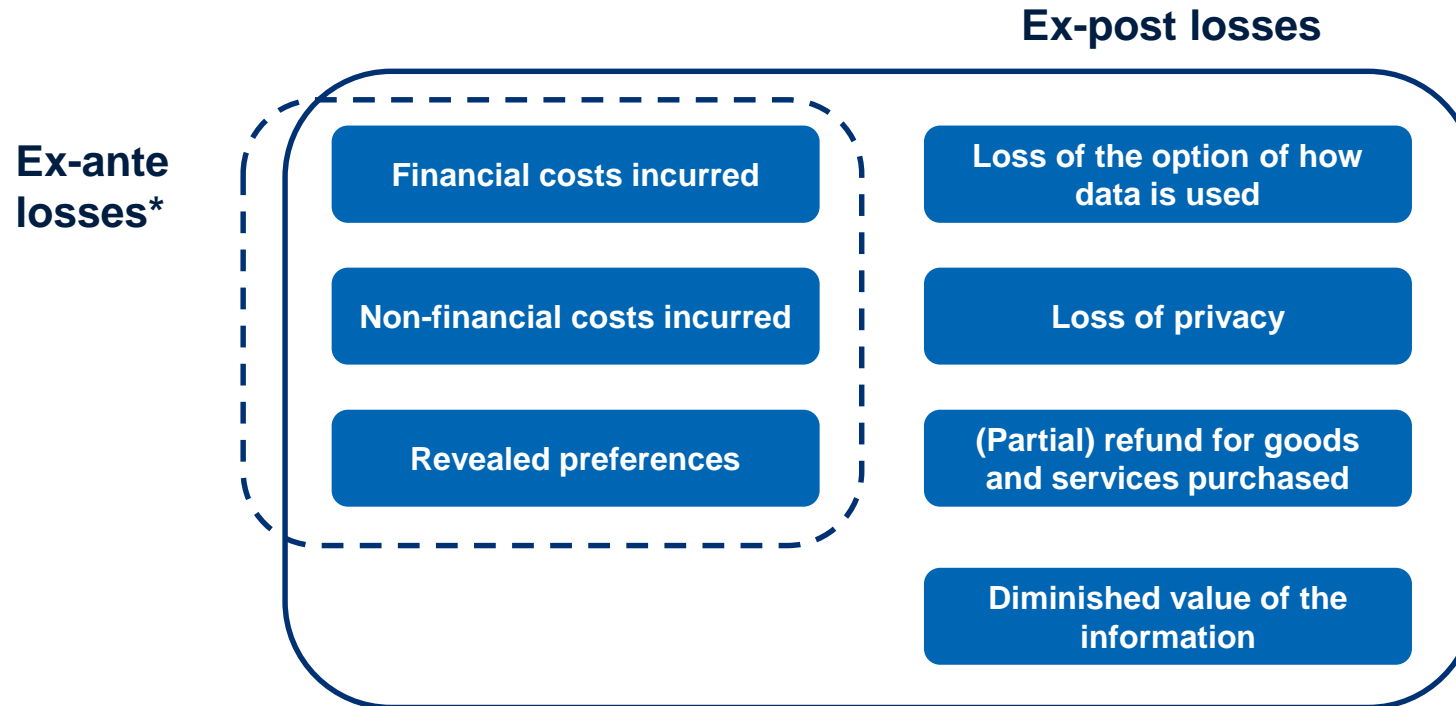 Ex-post losses
Ex-ante
losses*
Financial costs incurred
Non-financial costs incurred
Revealed preferences
Loss of the option of how
data is used
Loss of privacy
(Partial) refund for goods
and services purchased
Diminished value of the
information